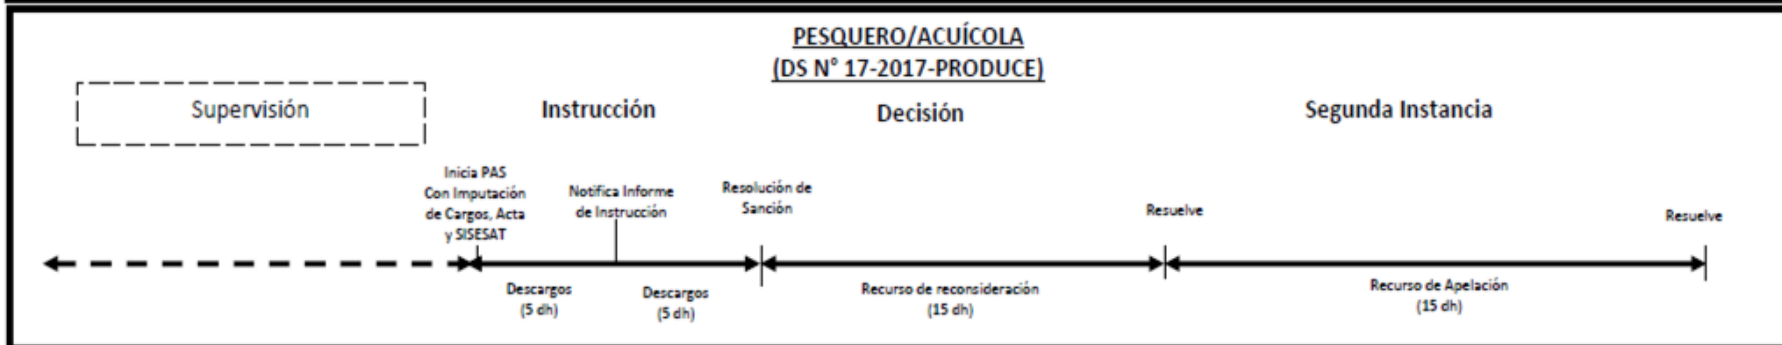 PESQUERO/ACUÍCOLA
(DS N° 17-2017-PRODUCE)
Supervisión
Instrucción
Decisión
Segunda Instancia
Inicia PAS
Con Imputación
de Cargos, Acta
y SISESAT
Notifica Informe
de Instrucción
Resolución de
Sanción
Resuelve
Resuelve
Descargos
(5 dh)
Descargos
(5 dh)
Recurso de reconsideración
(15 dh)
Recurso de Apelación
(15 dh)